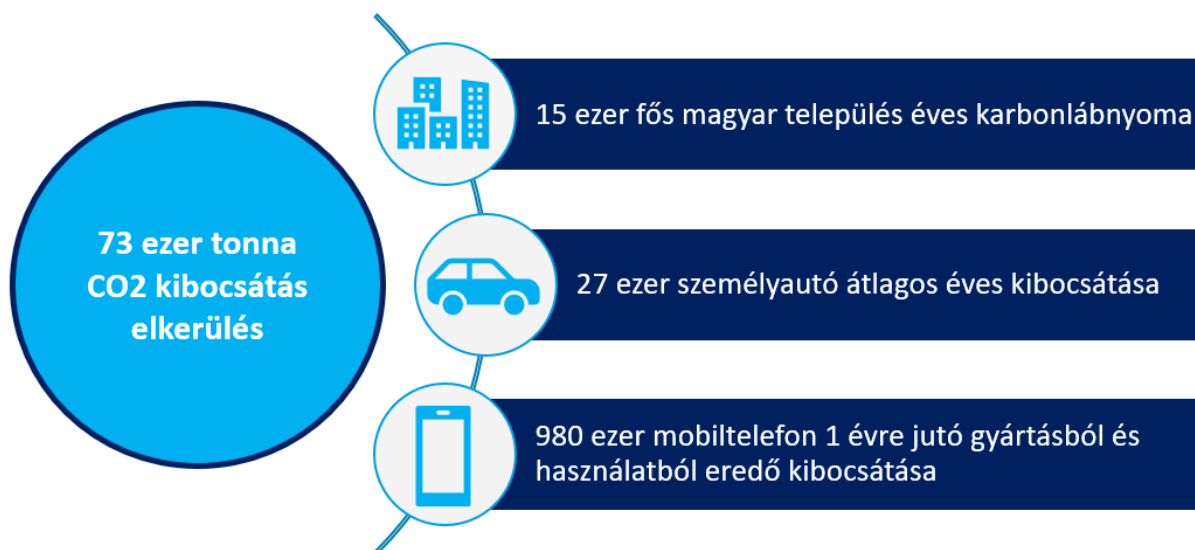 73 ezer tonna
CO2 kibocsátás
elkerülés
15 ezer fős magyar település éves karbonlábnyoma
27 ezer személyautó átlagos éves kibocsátása
980 ezer mobiltelefon 1 évre jutó gyártásból és
használatból eredő kibocsátása